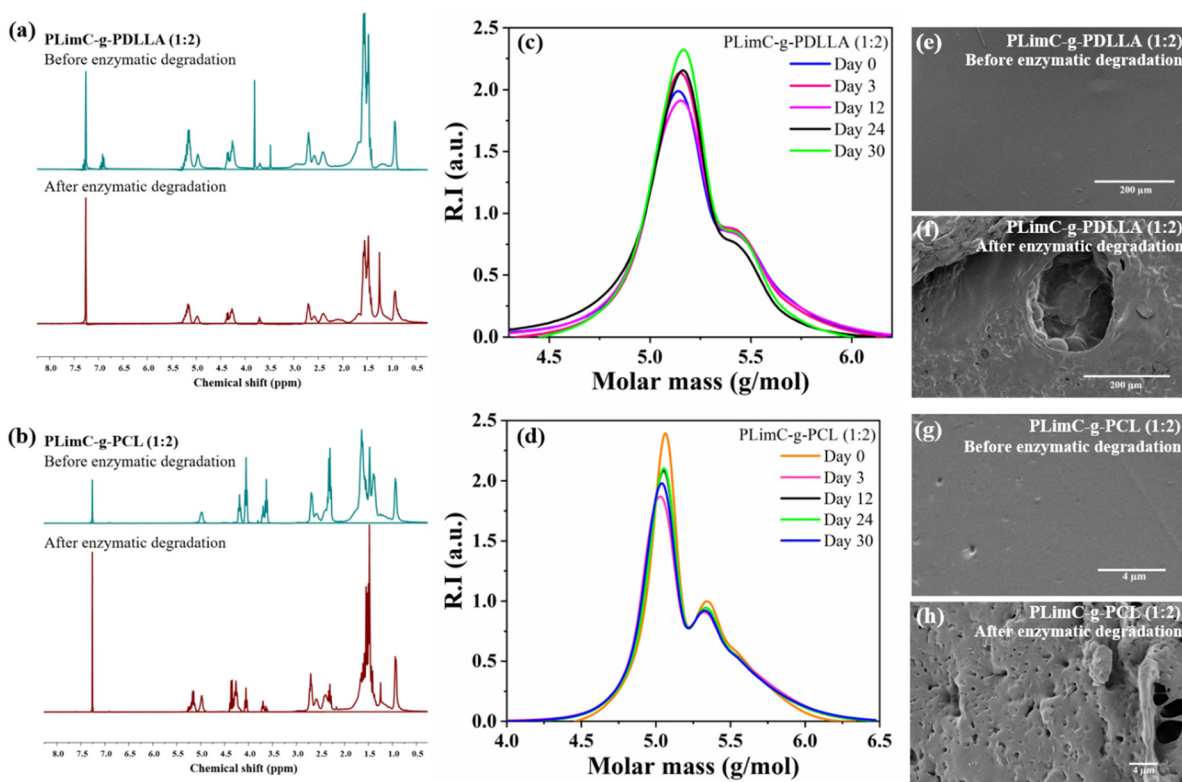 (a)
PLimC-g-PDLLA (1:2)
Before enzymatic degradation
After enzymatic degradation
8.0 7.5 7.0 6.5 6.0 5.5 5.0 4.5 4.0 3.5 3.0 2.5 2.0 1.5 1.0 0.5
Chemical shift (ppm)
(b)
PLimC-g-PCL (1:2)
Before enzymatic degradation
After enzymatic degradation
8.0 7.5 7.0 6.5 6.0 5.5 5.0 4.5 4.0 3.5 3.0 2.5 2.0 1.5 1.0 0.5
Chemical shift (ppm)
(c)
PLimC-g-PDLLA (1:2)
Day 0
Day 3
Day 12
Day 24
Day 30
R.I (a.u.)
2.5
2.0
1.5
1.0
0.5
0.0
4.5 5.0 5.5 6.0
Molar mass (g/mol)
(d)
PLimC-g-PCL (1:2)
Day 0
Day 3
Day 12
Day 24
Day 30
R.I (a.u.)
2.5
2.0
1.5
1.0
0.5
0.0
4.0 4.5 5.0 5.5 6.0 6.5
Molar mass (g/mol)
(e)
PLimC-g-PDLLA (1:2)
Before enzymatic degradation
200 µm
(f)
PLimC-g-PDLLA (1:2)
After enzymatic degradation
200 µm
(g)
PLimC-g-PCL (1:2)
Before enzymatic degradation
4 µm
(h)
PLimC-g-PCL (1:2)
After enzymatic degradation
4 µm